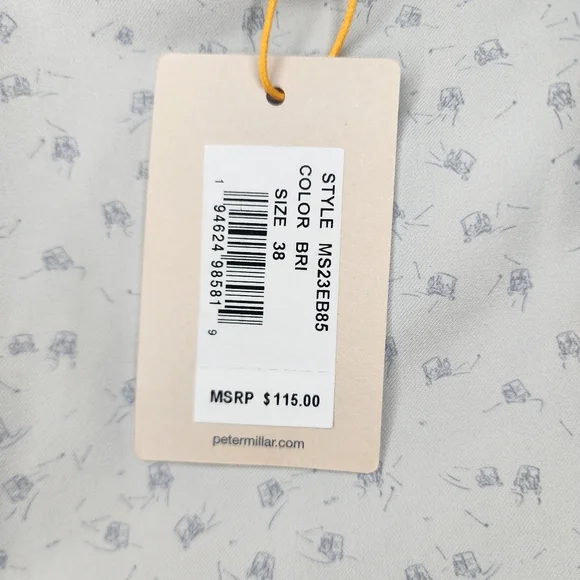 STYLE MS23EB85
COLOR BRI
SIZE 38
1 94624 98581 9
MSRP $115.00
petermillar.com